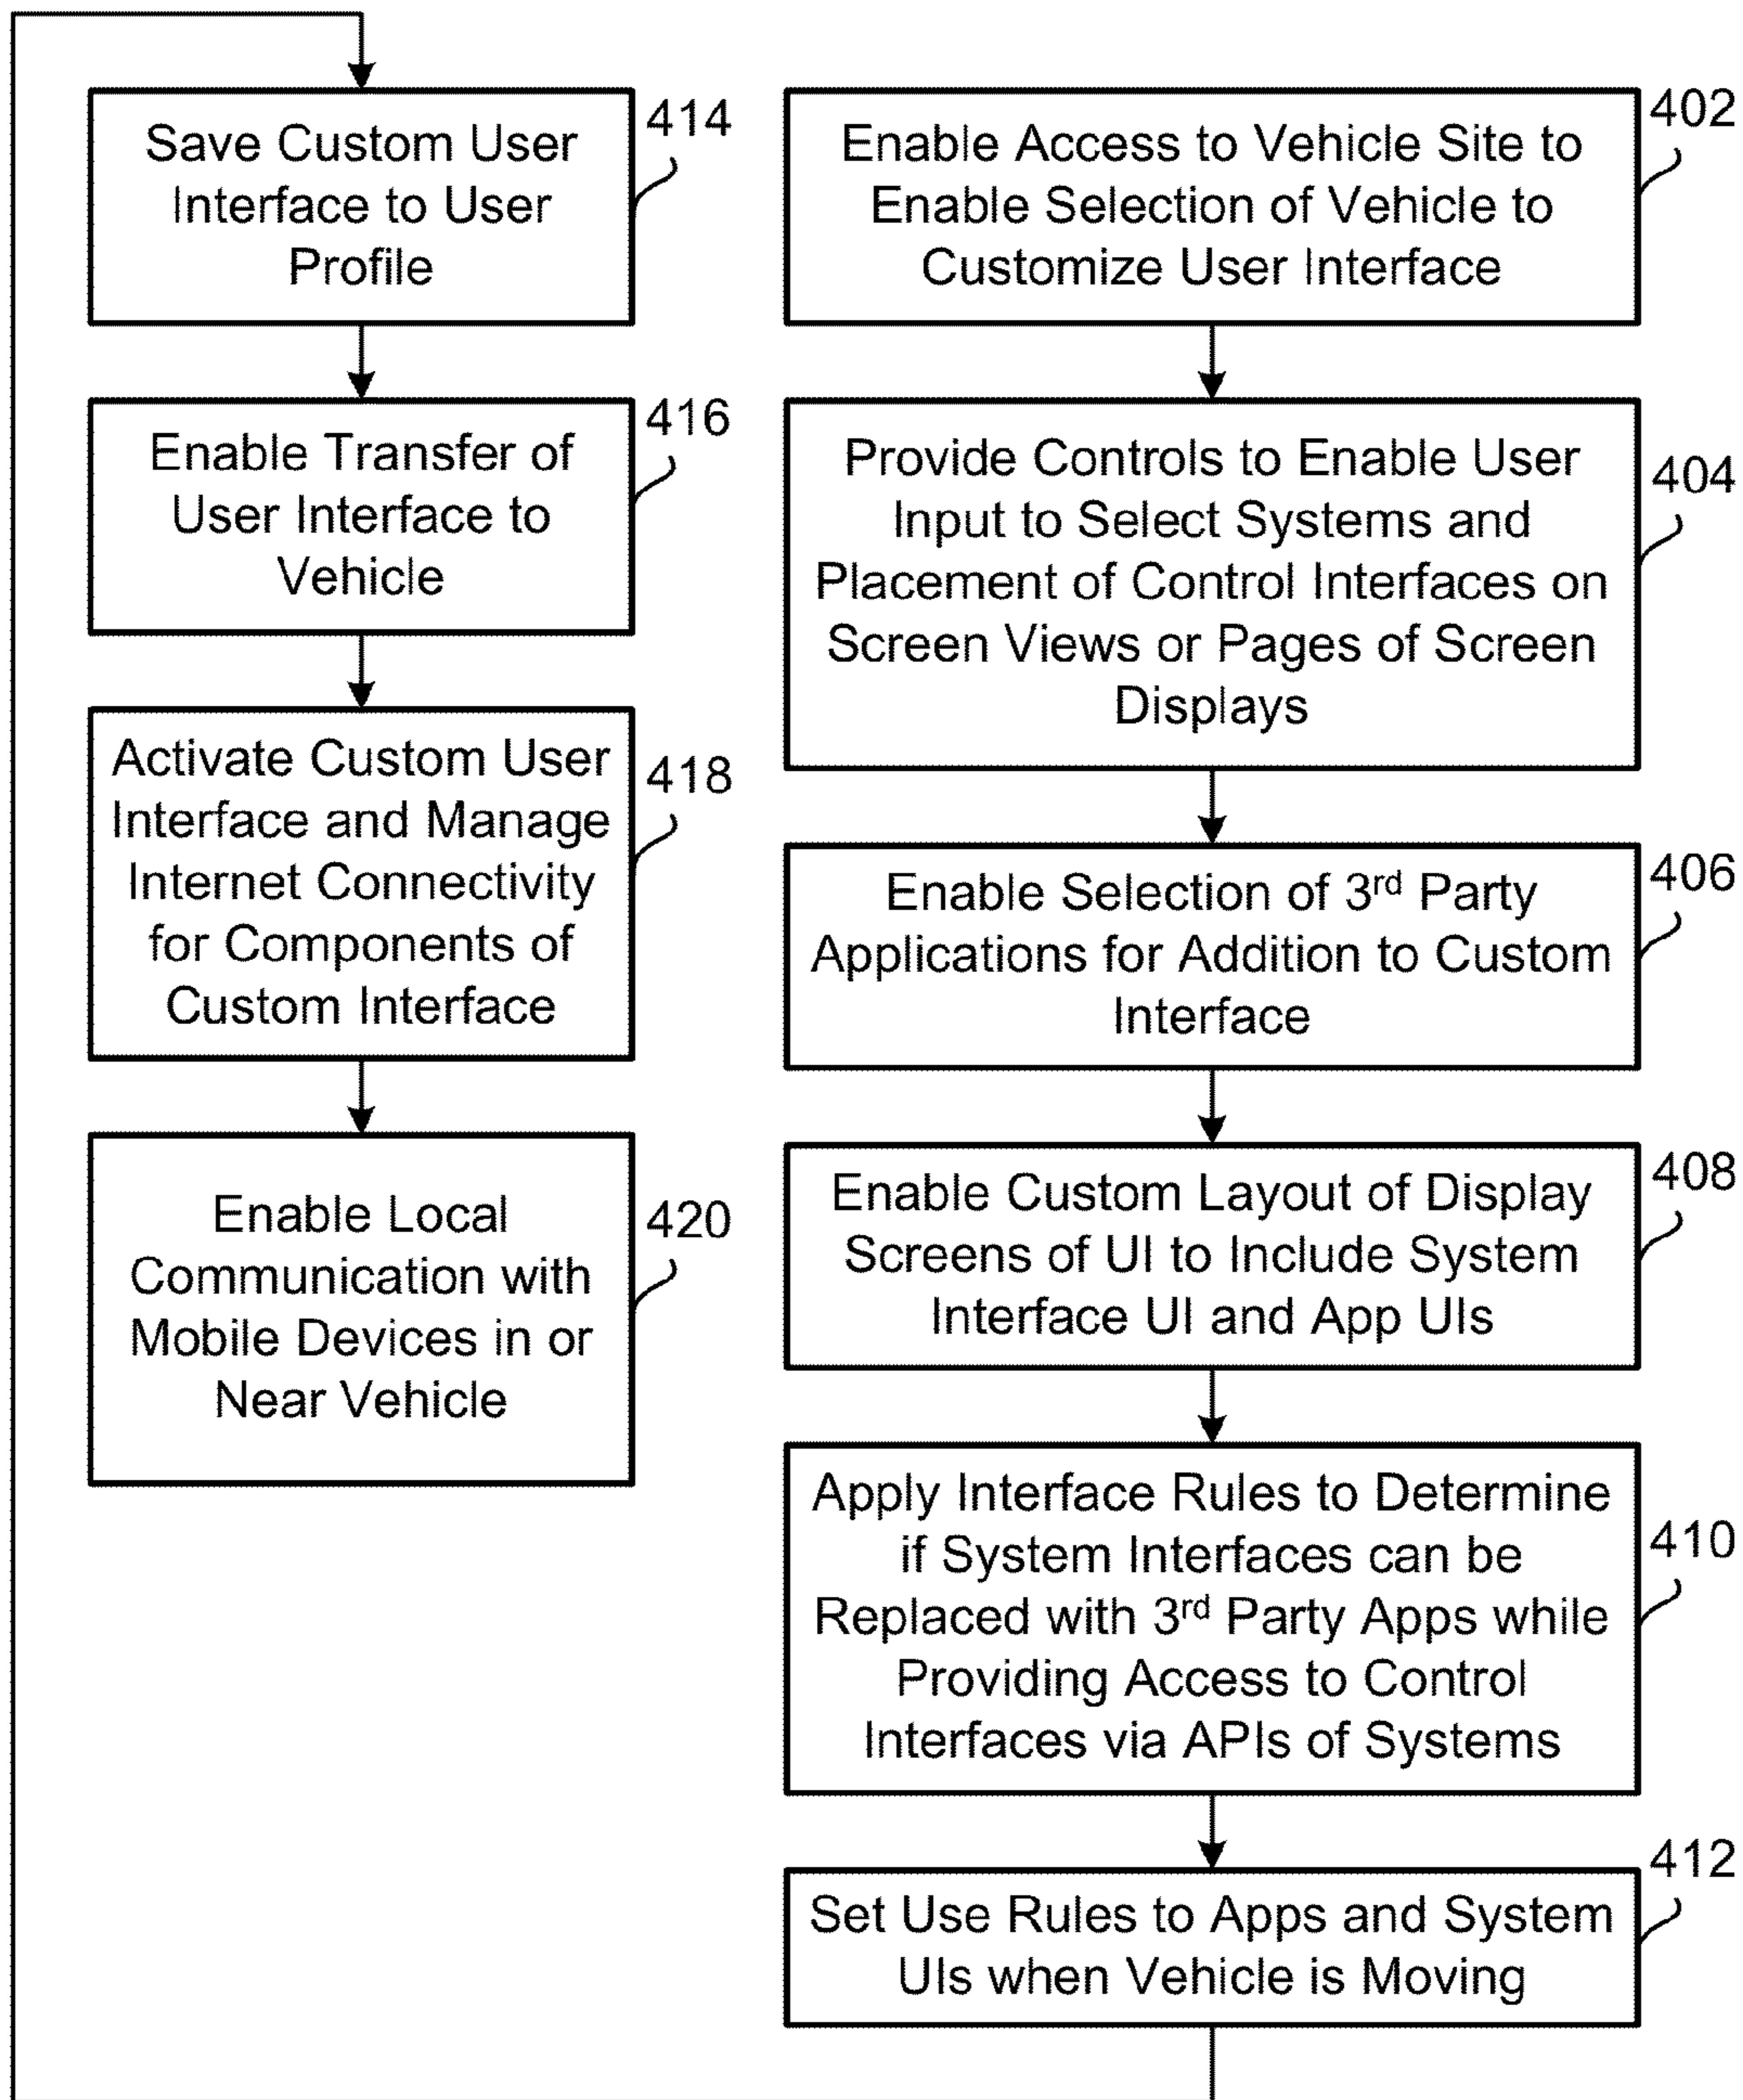 402
Enable Access to Vehicle Site to
Enable Selection of Vehicle to
Customize User Interface
404
Provide Controls to Enable User
Input to Select Systems and
Placement of Control Interfaces on
Screen Views or Pages of Screen
Displays
406
Enable Selection of 3rd Party
Applications for Addition to Custom
Interface
408
Enable Custom Layout of Display
Screens of UI to Include System
Interface UI and App UIs
410
Apply Interface Rules to Determine
if System Interfaces can be
Replaced with 3rd Party Apps while
Providing Access to Control
Interfaces via APIs of Systems
412
Set Use Rules to Apps and System
UIs when Vehicle is Moving
414
Save Custom User
Interface to User
Profile
416
Enable Transfer of
User Interface to
Vehicle
418
Activate Custom User
Interface and Manage
Internet Connectivity
for Components of
Custom Interface
420
Enable Local
Communication with
Mobile Devices in or
Near Vehicle